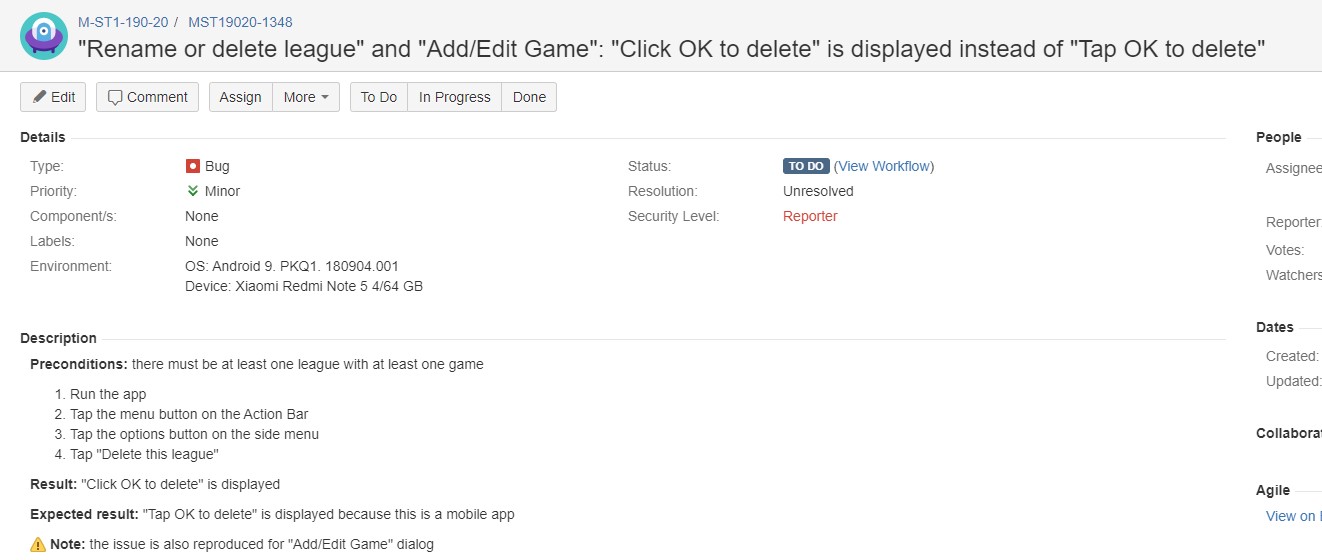 M-ST1-190-20 / MST19020-1348
"Rename or delete league" and "Add/Edit Game": "Click OK to delete" is displayed instead of "Tap OK to delete"
Edit Comment Assign More To Do In Progress Done
Details
Type: Bug
Priority: Minor
Component/s: None
Labels: None
Environment: OS: Android 9. PKQ1. 180904.001
Device: Xiaomi Redmi Note 5 4/64 GB
Status: TO DO (View Workflow)
Resolution: Unresolved
Security Level: Reporter
Description
Preconditions: there must be at least one league with at least one game
1. Run the app
2. Tap the menu button on the Action Bar
3. Tap the options button on the side menu
4. Tap "Delete this league"
Result: "Click OK to delete" is displayed
Expected result: "Tap OK to delete" is displayed because this is a mobile app
Note: the issue is also reproduced for "Add/Edit Game" dialog
People
Assignee
Reporter:
Votes:
Watchers
Dates
Created:
Updated:
Collaborat
Agile
View on